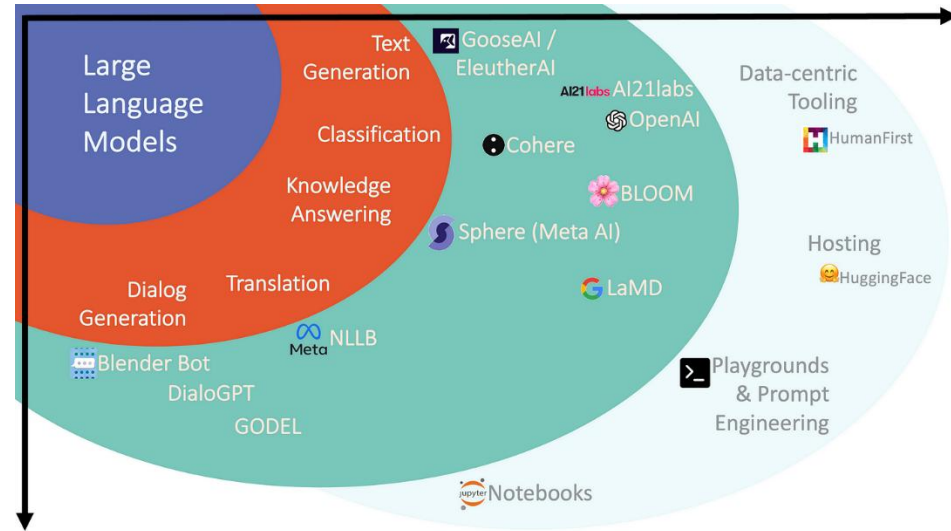 Large
Language
Models
Text
Generation
Classification
Knowledge
Answering
Translation
Dialog
Generation
GooseAI /
EleutherAI
AI21labs AI21labs
OpenAI
Cohere
BLOOM
Sphere (Meta AI)
LaMD
Meta
NLLB
Blender Bot
DialoGPT
GODEL
Data-centric
Tooling
HumanFirst
Hosting
HuggingFace
Playgrounds
& Prompt
Engineering
jupyter Notebooks